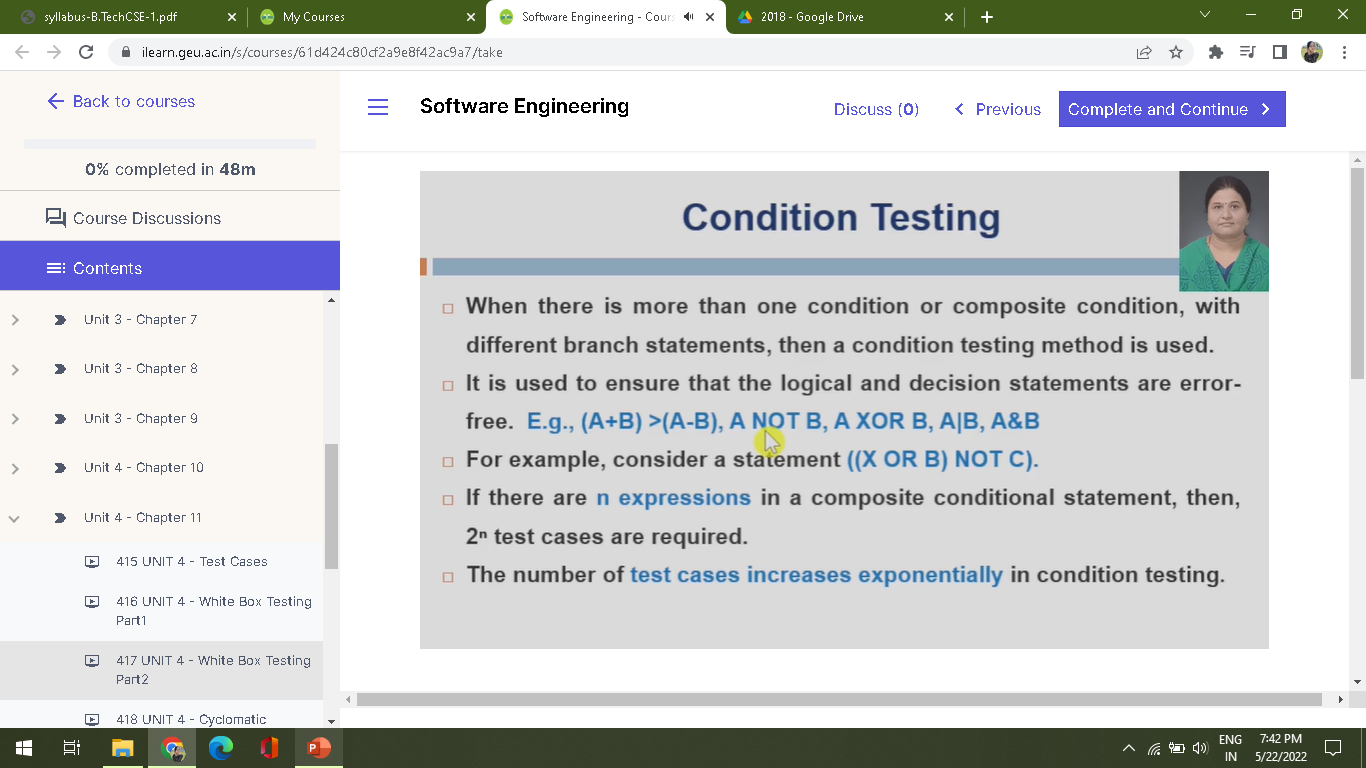 syllabus-B.TechCSE-1.pdf
My Courses
Software Engineering - Cour
2018 - Google Drive
ilearn.geu.ac.in/s/courses/61d424c80cf2a9e8f42ac9a7/take
Back to courses
0% completed in 48m
Course Discussions
Contents
Unit 3 - Chapter 7
Unit 3 - Chapter 8
Unit 3 - Chapter 9
Unit 4 - Chapter 10
Unit 4 - Chapter 11
415 UNIT 4 - Test Cases
416 UNIT 4 - White Box Testing
Part1
417 UNIT 4 - White Box Testing
Part2
418 UNIT 4 - Cyclomatic
Software Engineering
Discuss (0)
Previous
Complete and Continue
Condition Testing
When there is more than one condition or composite condition, with
different branch statements, then a condition testing method is used.
It is used to ensure that the logical and decision statements are error-
free. E.g., (A+B) >(A-B), A NOT B, A XOR B, A|B, A&B
For example, consider a statement ((X OR B) NOT C).
If there are n expressions in a composite conditional statement, then,
2ⁿ test cases are required.
The number of test cases increases exponentially in condition testing.
ENG
IN
7:42 PM
5/22/2022